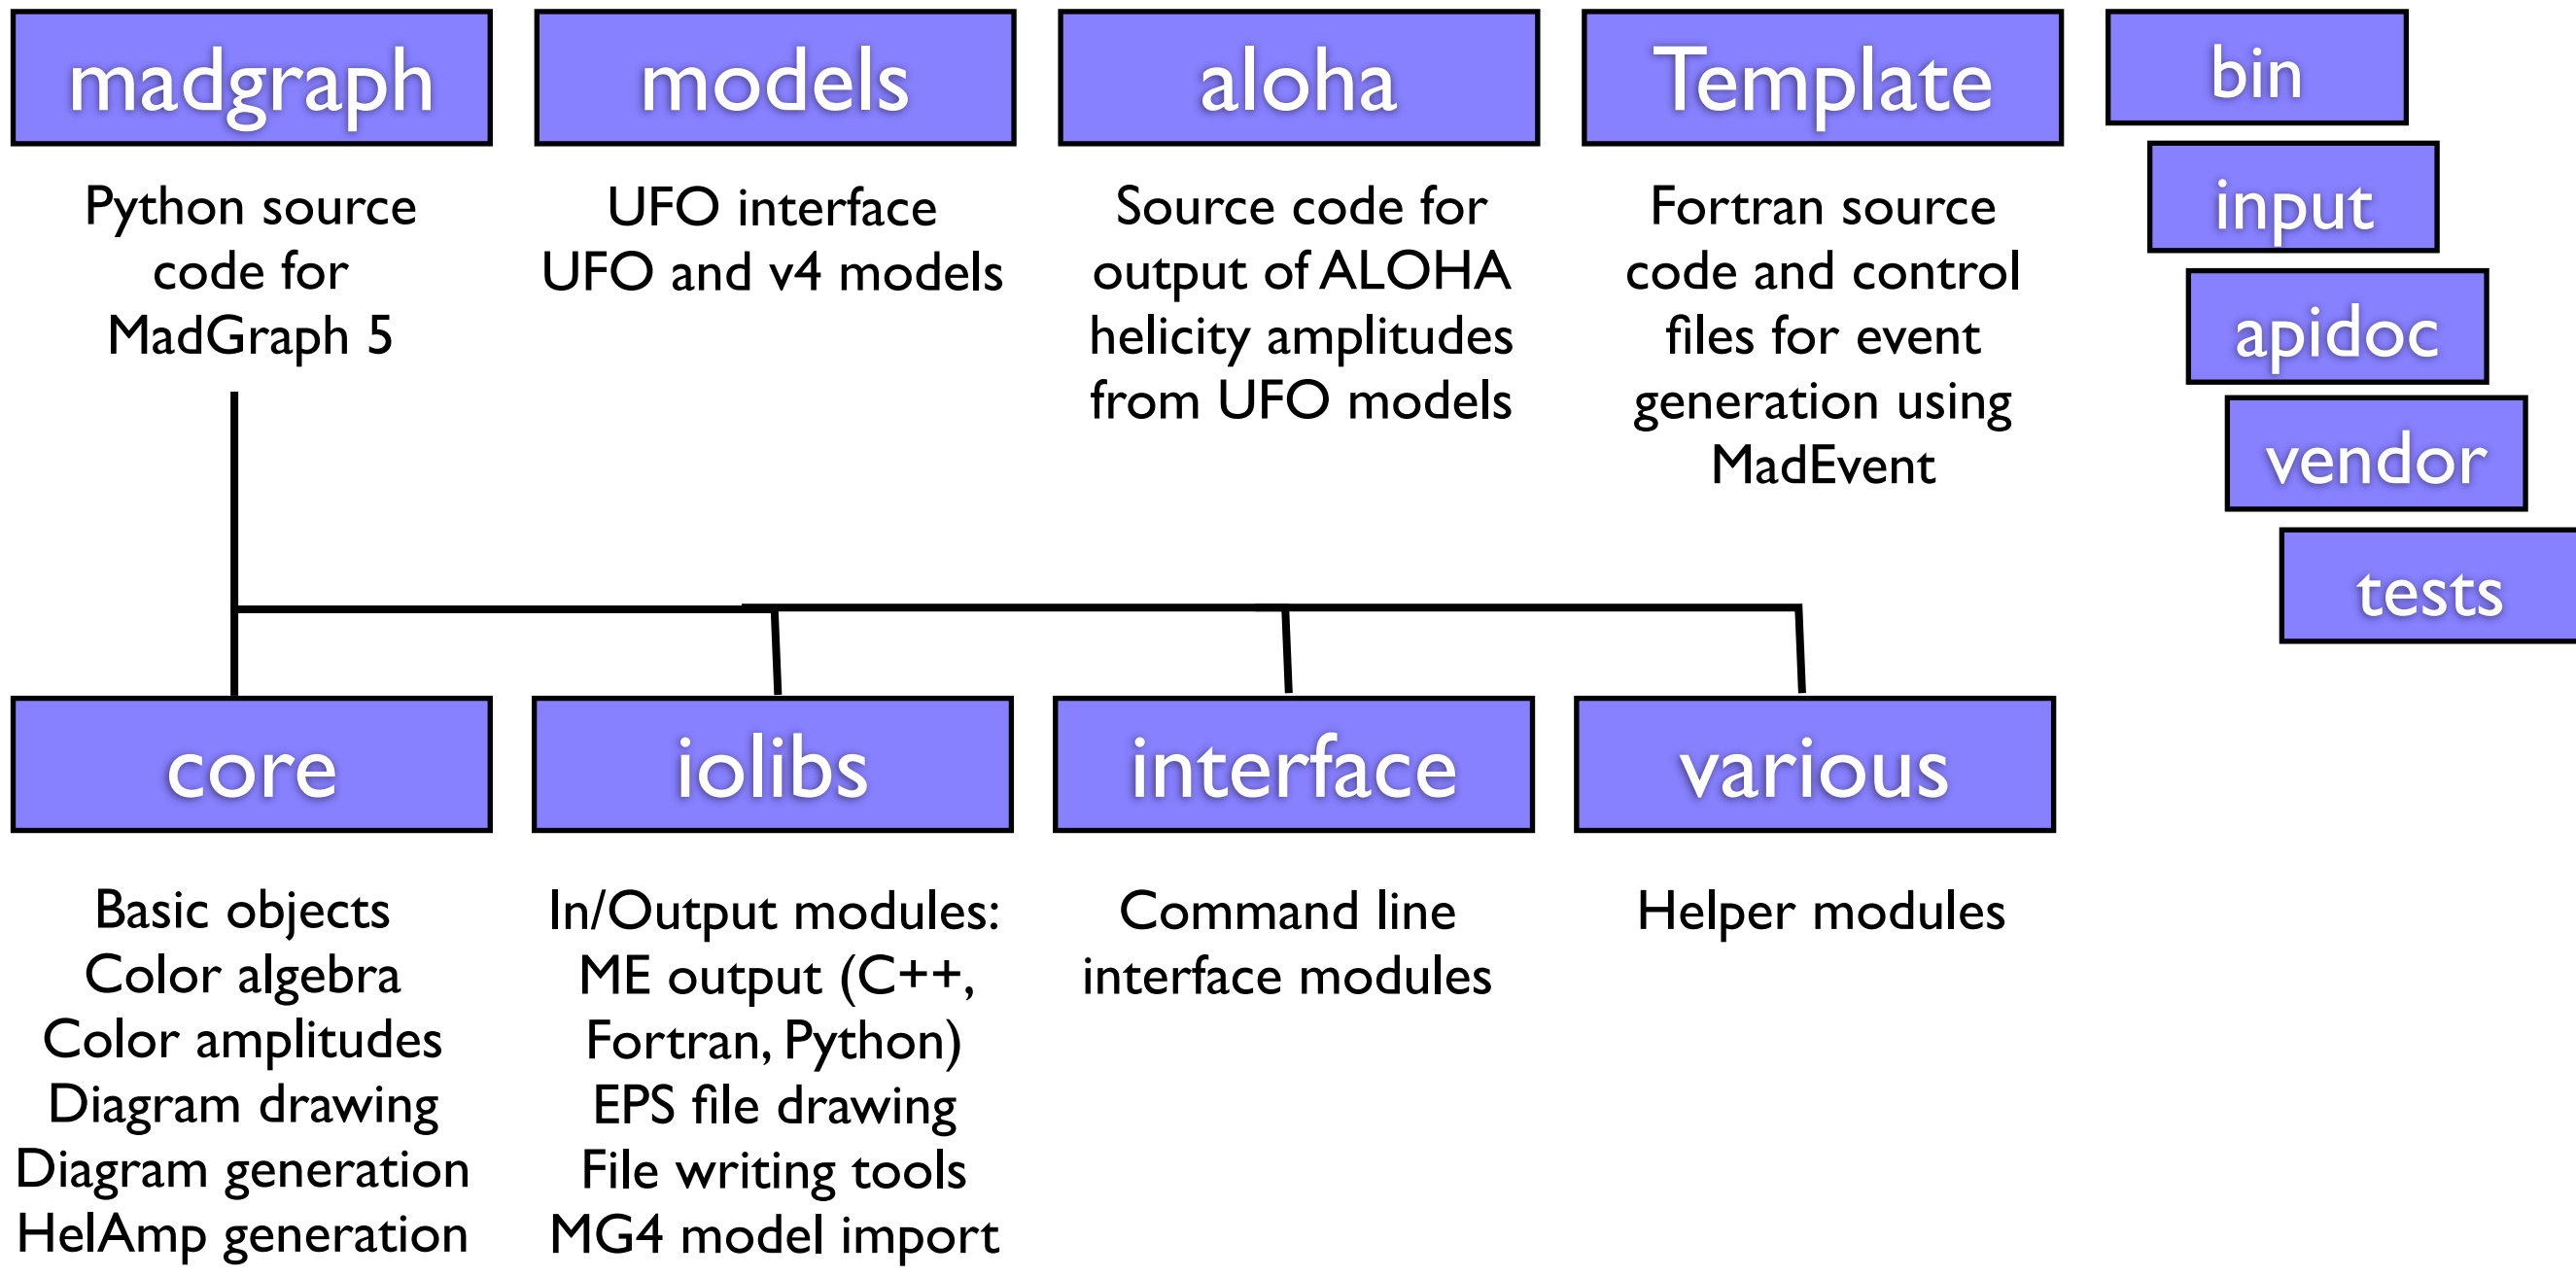 madgraph
Python source
code for
MadGraph 5
models
UFO interface
UFO and v4 models
aloha
Source code for
output of ALOHA
helicity amplitudes
from UFO models
Template
Fortran source
code and control
files for event
generation using
MadEvent
bin
input
apidoc
vendor
tests
core
Basic objects
Color algebra
Color amplitudes
Diagram drawing
Diagram generation
HelAmp generation
iolibs
In/Output modules:
ME output (C++,
Fortran, Python)
EPS file drawing
File writing tools
MG4 model import
interface
Command line
interface modules
various
Helper modules